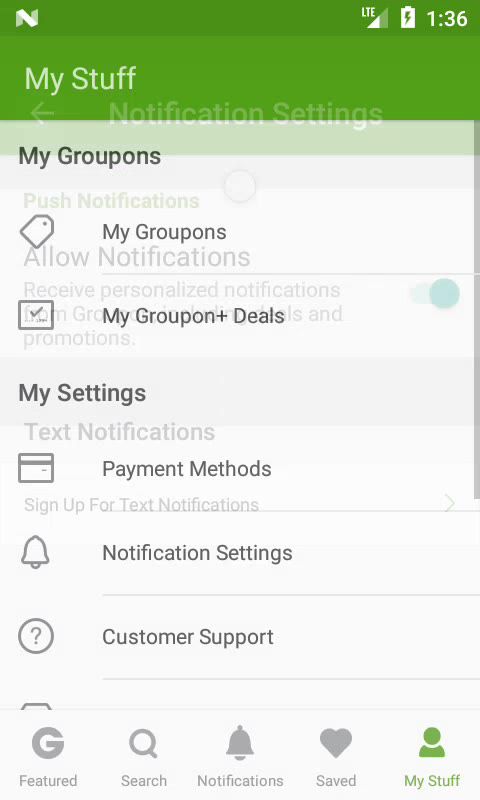 LTE
1:36
My Stuff
Notification Settings
My Groupons
Push Notifications
My Groupons
Allow Notifications
Receive personalized notifications
from Groupon, including deals and
promotions.
My Groupon+ Deals
My Settings
Text Notifications
Payment Methods
Sign Up For Text Notifications
Notification Settings
Customer Support
Featured
Search
Notifications
Saved
My Stuff